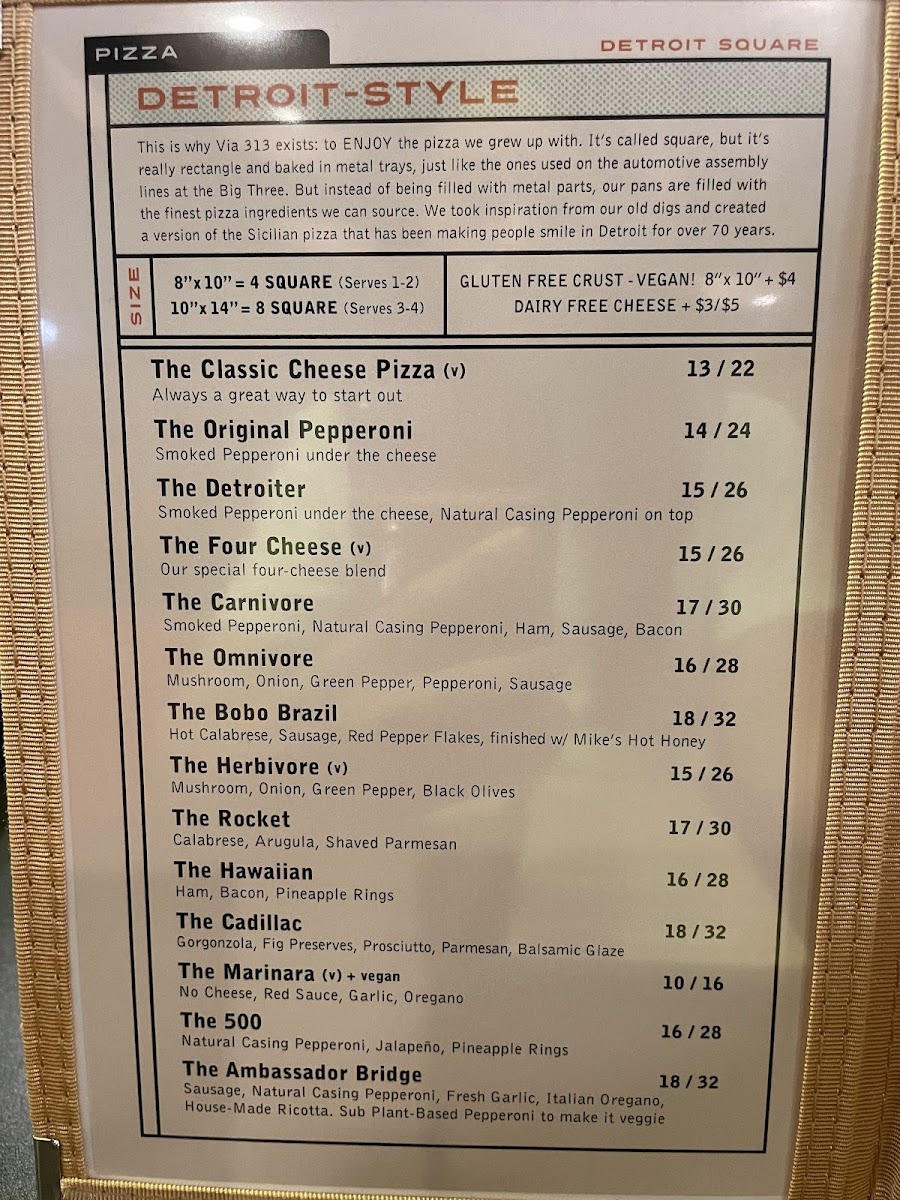 PIZZA
DETROIT SQUARE
DETROIT-STYLE
This is why Via 313 exists: to ENJOY the pizza we grew up with. It's called square, but it's
really rectangle and baked in metal trays, just like the ones used on the automotive assembly
lines at the Big Three. But instead of being filled with metal parts, our pans are filled with
the finest pizza ingredients we can source. We took inspiration from our old digs and created
a version of the Sicilian pizza that has been making people smile in Detroit for over 70 years.
SIZE
8"x 10" = 4 SQUARE (Serves 1-2)
10"x 14" = 8 SQUARE (Serves 3-4)
GLUTEN FREE CRUST - VEGAN! 8"x 10" + $4
DAIRY FREE CHEESE + $3/$5
The Classic Cheese Pizza (v) 13 / 22
Always a great way to start out
The Original Pepperoni 14 / 24
Smoked Pepperoni under the cheese
The Detroiter 15 / 26
Smoked Pepperoni under the cheese, Natural Casing Pepperoni on top
The Four Cheese (v) 15 / 26
Our special four-cheese blend
The Carnivore 17 / 30
Smoked Pepperoni, Natural Casing Pepperoni, Ham, Sausage, Bacon
The Omnivore 16 / 28
Mushroom, Onion, Green Pepper, Pepperoni, Sausage
The Bobo Brazil 18 / 32
Hot Calabrese, Sausage, Red Pepper Flakes, finished w/ Mike's Hot Honey
The Herbivore (v) 15 / 26
Mushroom, Onion, Green Pepper, Black Olives
The Rocket 17 / 30
Calabrese, Arugula, Shaved Parmesan
The Hawaiian 16 / 28
Ham, Bacon, Pineapple Rings
The Cadillac 18 / 32
Gorgonzola, Fig Preserves, Prosciutto, Parmesan, Balsamic Glaze
The Marinara (v) + vegan 10 / 16
No Cheese, Red Sauce, Garlic, Oregano
The 500 16 / 28
Natural Casing Pepperoni, Jalapeño, Pineapple Rings
The Ambassador Bridge 18 / 32
Sausage, Natural Casing Pepperoni, Fresh Garlic, Italian Oregano,
House-Made Ricotta. Sub Plant-Based Pepperoni to make it veggie